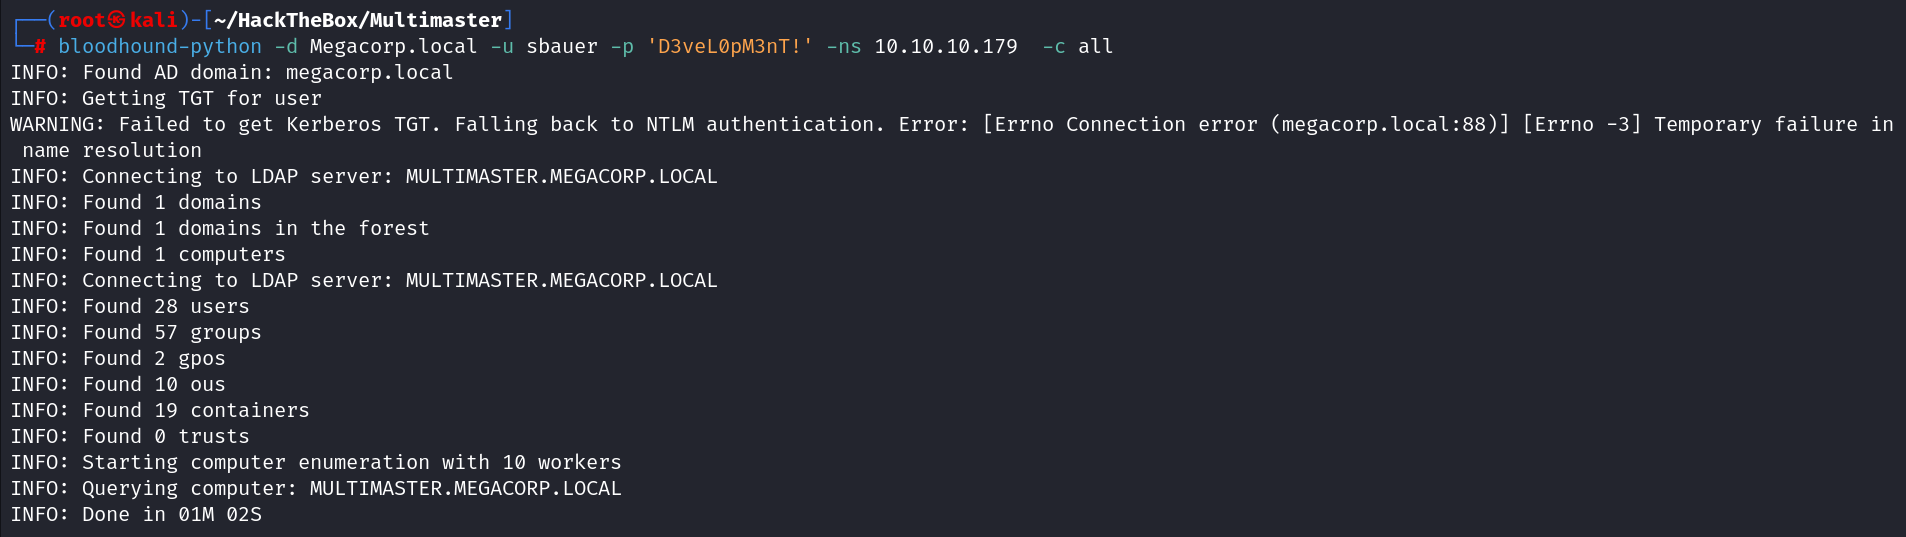 ┌──(root㉿kali)-[~/HackTheBox/Multimaster]
└─# bloodhound-python -d Megacorp.local -u sbauer -p 'D3veL0pM3nT!' -ns 10.10.10.179  -c all
INFO: Found AD domain: megacorp.local
INFO: Getting TGT for user
WARNING: Failed to get Kerberos TGT. Falling back to NTLM authentication. Error: [Errno Connection error (megacorp.local:88)] [Errno -3] Temporary failure in
 name resolution
INFO: Connecting to LDAP server: MULTIMASTER.MEGACORP.LOCAL
INFO: Found 1 domains
INFO: Found 1 domains in the forest
INFO: Found 1 computers
INFO: Connecting to LDAP server: MULTIMASTER.MEGACORP.LOCAL
INFO: Found 28 users
INFO: Found 57 groups
INFO: Found 2 gpos
INFO: Found 10 ous
INFO: Found 19 containers
INFO: Found 0 trusts
INFO: Starting computer enumeration with 10 workers
INFO: Querying computer: MULTIMASTER.MEGACORP.LOCAL
INFO: Done in 01M 02S